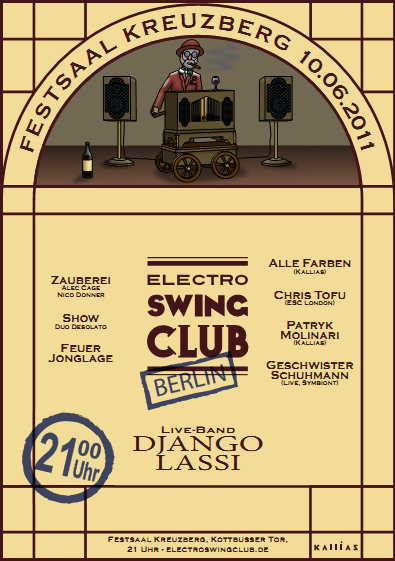 FESTSAAL KREUZBERG 10.06.2011
ZAUBEREI
ALEC CAGE
NICO DONNER
SHOW
DUO DESOLATO
FEUER
JONGLAGE
ELECTRO
SWING
CLUB
BERLIN
ALLE FARBEN
(KALLIAS)
CHRIS TOFU
(ESC LONDON)
PATRYK
MOLINARI
(KALLIAS)
GESCHWISTER
SCHUHMANN
(LIVE, SYMBIONT)
2100
Uhr
LIVE-BAND
DJANGO
LASSI
FESTSAAL KREUZBERG, KOTTBUSSER TOR,
21 UHR - ELECTROSWINGCLUB.DE
KALLIAS